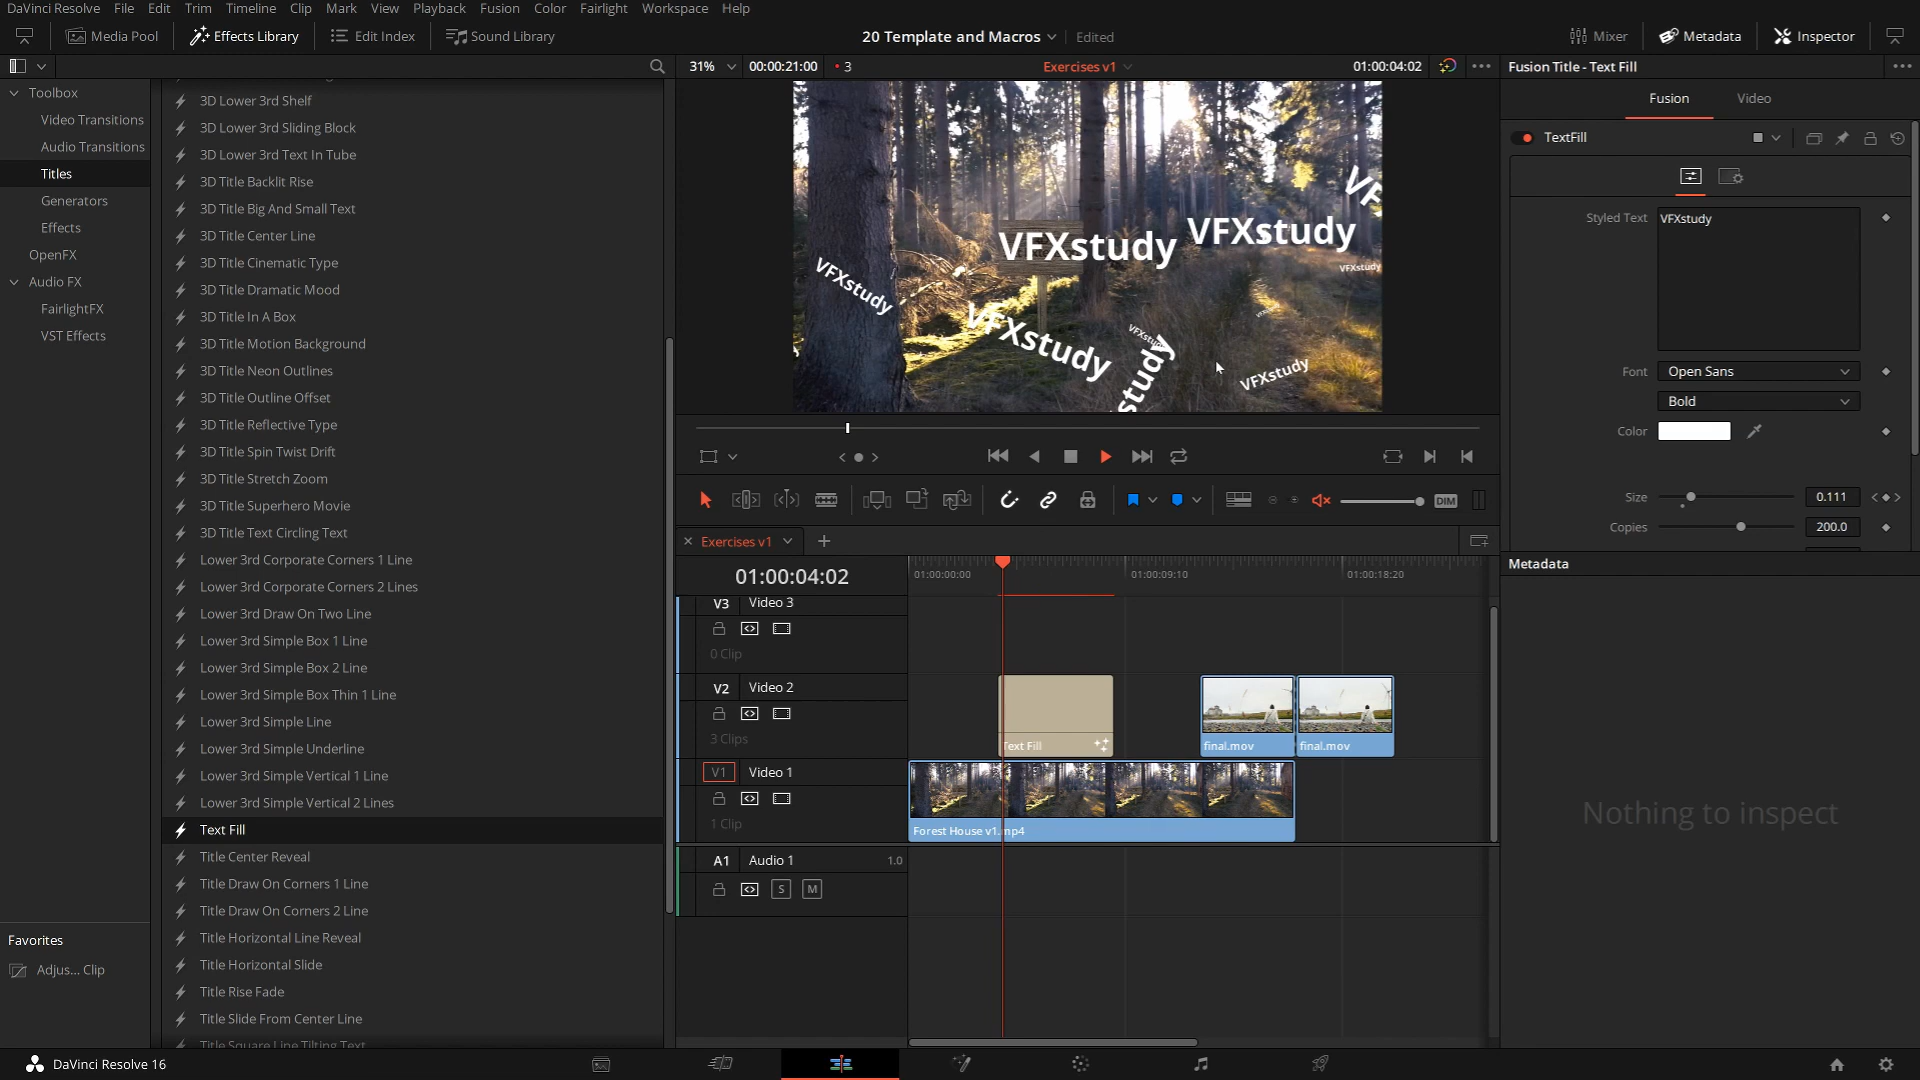 DaVinci Resolve File Edit Trim Timeline Clip Mark View Playback Fusion Color Fairlight Workspace Help
Media Pool Effects Library Edit Index Sound Library 20 Template and Macros Edited Mixer Metadata Inspector
31% 00:00:21:00 3 Exercises v1 01:00:04:02 Fusion Title - Text Fill
Toolbox
Video Transitions
Audio Transitions
Titles
Generators
Effects
OpenFX
Audio FX
FairlightFX
VST Effects
Favorites
Adjus... Clip
3D Lower 3rd Shelf
3D Lower 3rd Sliding Block
3D Lower 3rd Text In Tube
3D Title Backlit Rise
3D Title Big And Small Text
3D Title Center Line
3D Title Cinematic Type
3D Title Dramatic Mood
3D Title In A Box
3D Title Motion Background
3D Title Neon Outlines
3D Title Outline Offset
3D Title Reflective Type
3D Title Spin Twist Drift
3D Title Stretch Zoom
3D Title Superhero Movie
3D Title Text Circling Text
Lower 3rd Corporate Corners 1 Line
Lower 3rd Corporate Corners 2 Lines
Lower 3rd Draw On Two Line
Lower 3rd Simple Box 1 Line
Lower 3rd Simple Box 2 Line
Lower 3rd Simple Box Thin 1 Line
Lower 3rd Simple Line
Lower 3rd Simple Underline
Lower 3rd Simple Vertical 1 Line
Lower 3rd Simple Vertical 2 Lines
Text Fill
Title Center Reveal
Title Draw On Corners 1 Line
Title Draw On Corners 2 Line
Title Horizontal Line Reveal
Title Horizontal Slide
Title Rise Fade
Title Slide From Center Line
Title Square Line Tilting Text
VF
VFXstudy
VFXstudy
VFXstudy
VFXstudy
VFXstudy
VFXstudy
study
VFXstudy
DIM
Exercises v1
01:00:04:02 01:00:00:00 01:00:09:10 01:00:18:20
V3 Video 3
0 Clip
V2 Video 2
3 Clips
Text Fill final.mov final.mov
V1 Video 1
1 Clip
Forest House v1.mp4
A1 Audio 1 1.0
S M
Fusion Video
TextFill
Styled Text VFXstudy
Font Open Sans
Bold
Color
Size 0.111
Copies 200.0
Metadata
Nothing to inspect
DaVinci Resolve 16